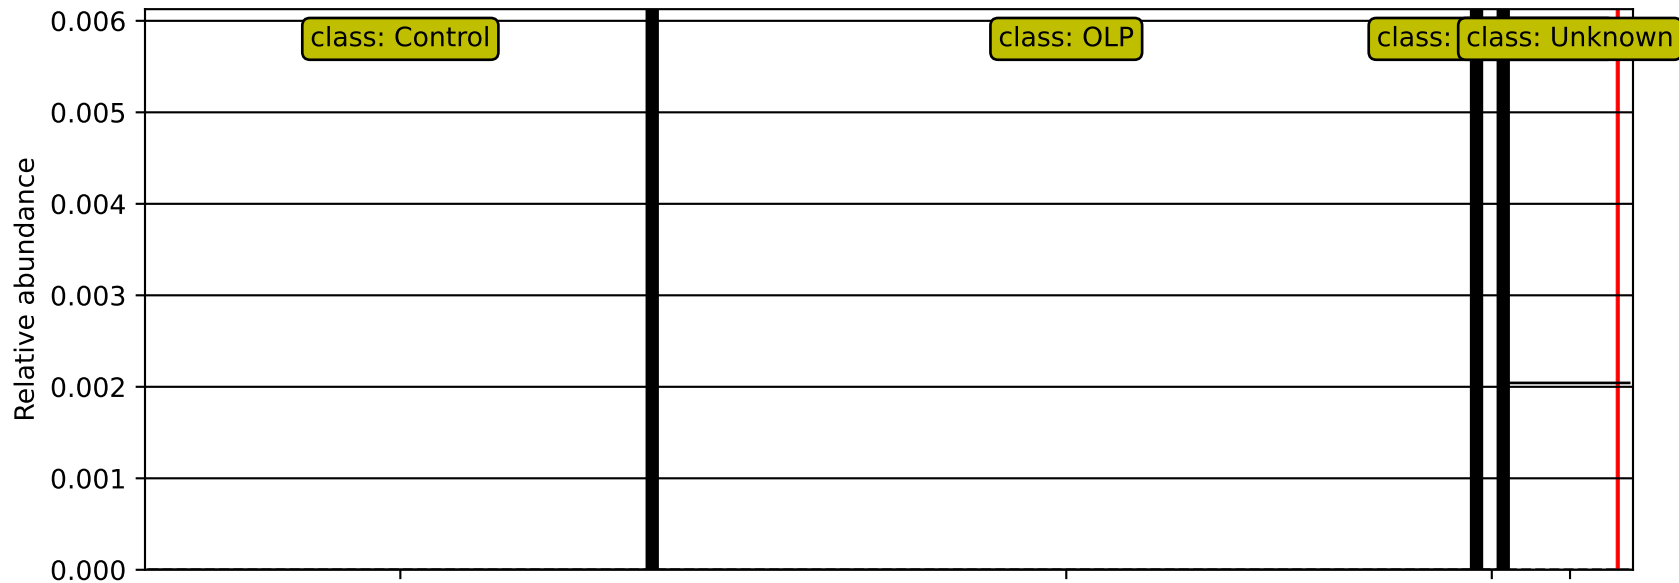 0.006
class: Control
class: OLP
class:
class: Unknown
0.005
0.004
0.003
0.002
0.001
0.000
Relative abundance